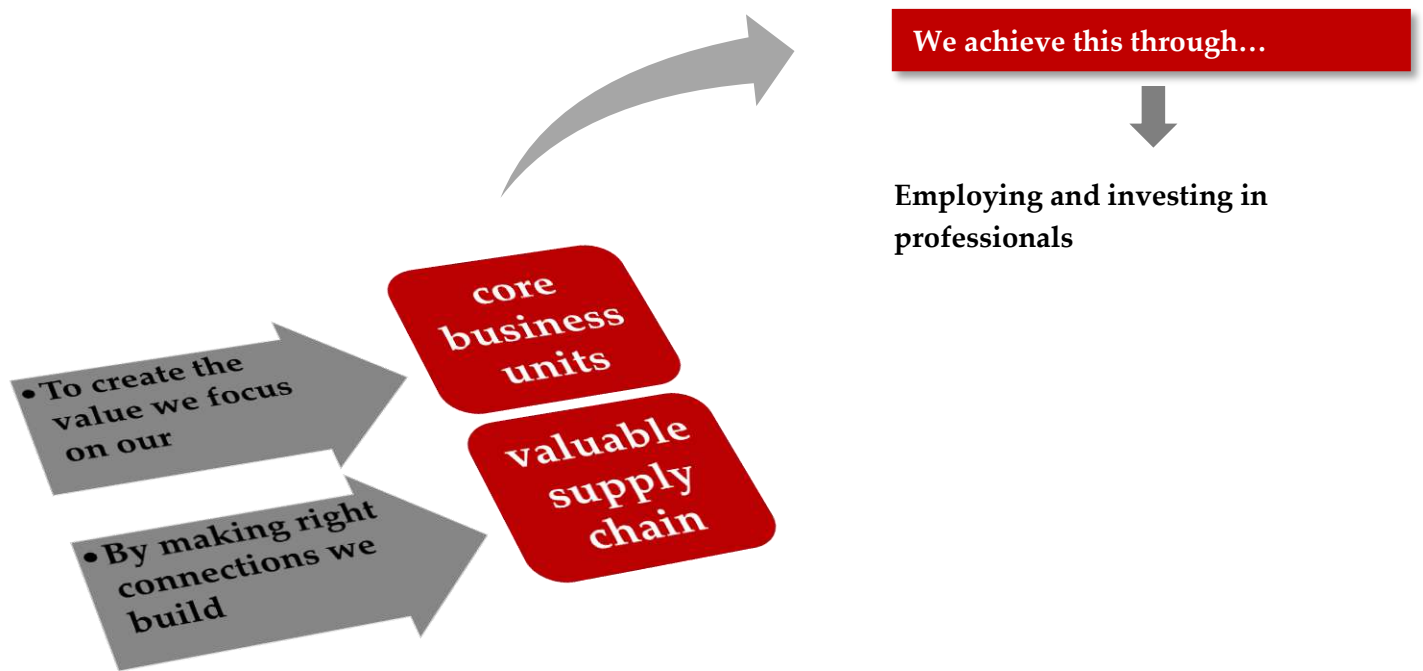 We achieve this through…
Employing and investing in
professionals
• To create the
value we focus
on our
core
business
units
• By making right
connections we
build
valuable
supply
chain